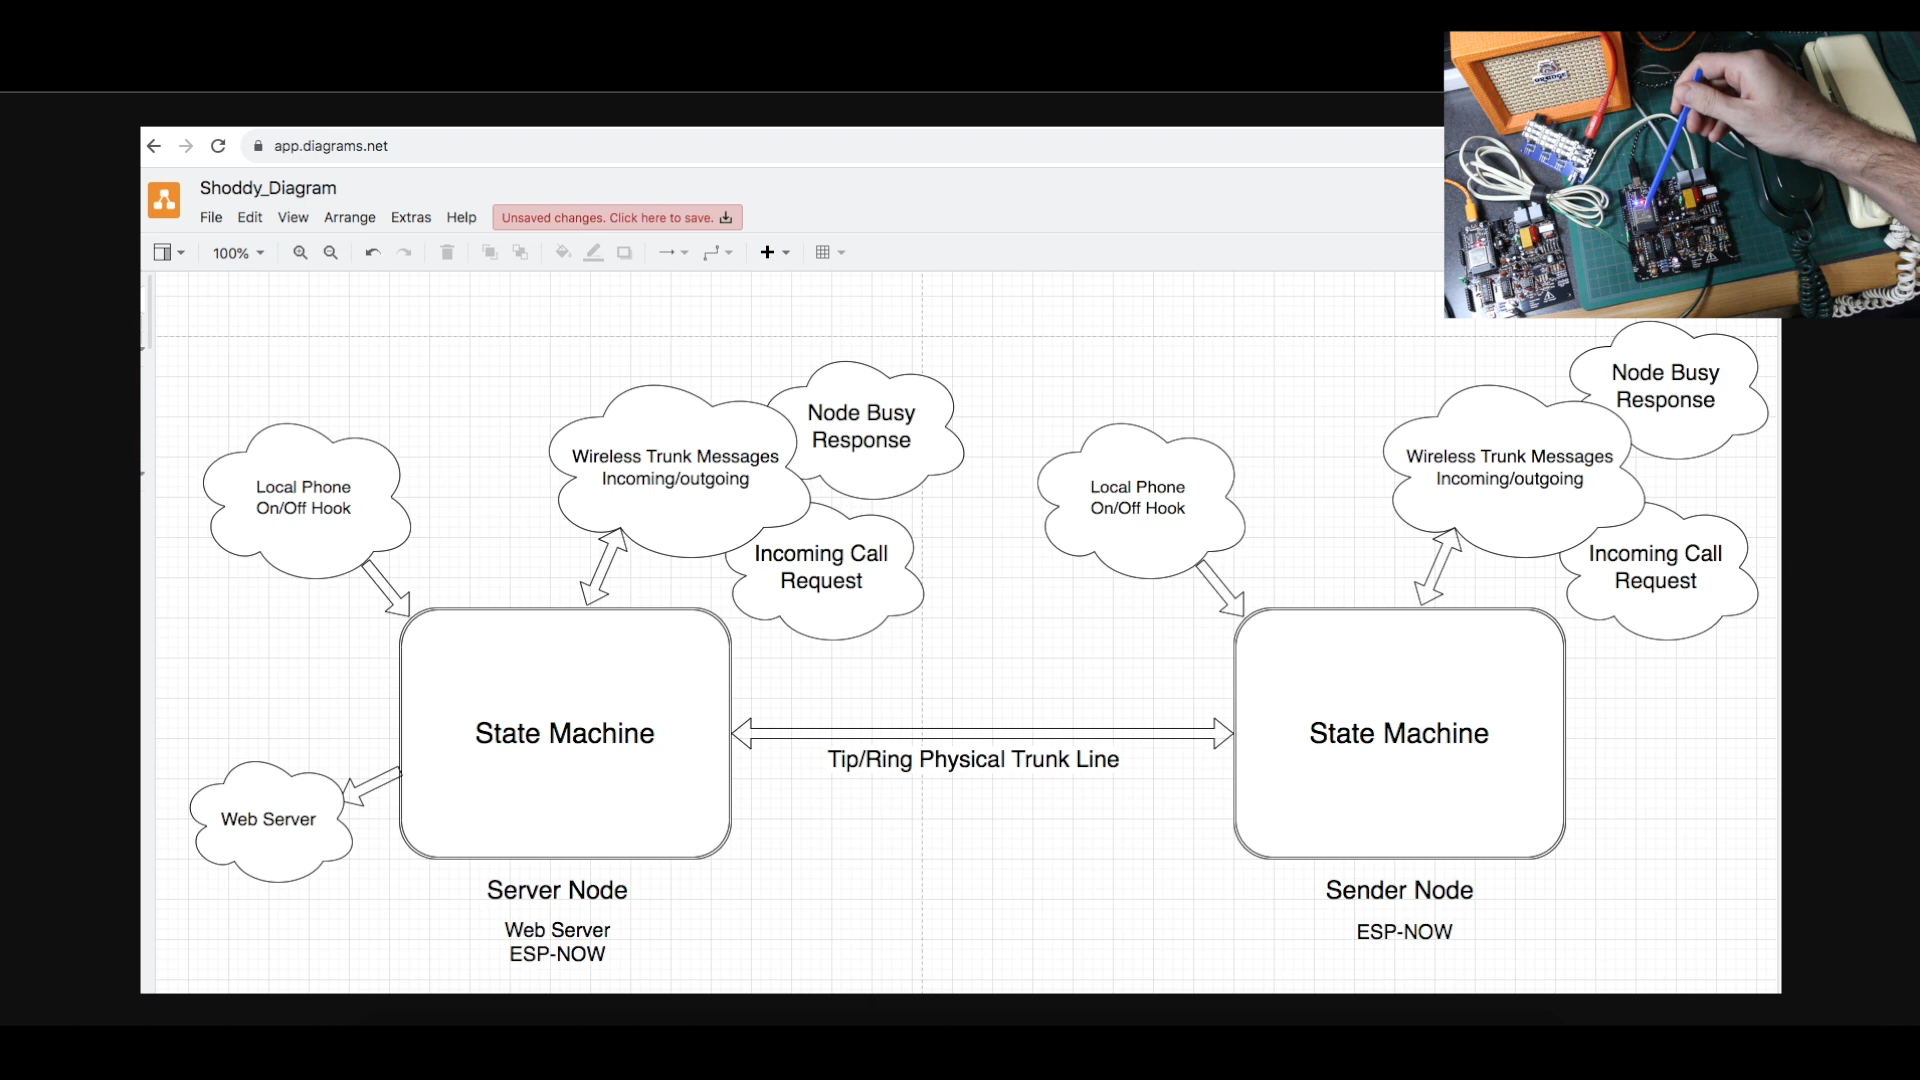 app.diagrams.net
Shoddy_Diagram
File Edit View Arrange Extras Help
Unsaved changes. Click here to save.
100%
ORANGE
Node Busy
Response
Node Busy
Response
Wireless Trunk Messages
Incoming/outgoing
Wireless Trunk Messages
Incoming/outgoing
Local Phone
On/Off Hook
Local Phone
On/Off Hook
Incoming Call
Request
Incoming Call
Request
State Machine
State Machine
Tip/Ring Physical Trunk Line
Web Server
Server Node
Web Server
ESP-NOW
Sender Node
ESP-NOW